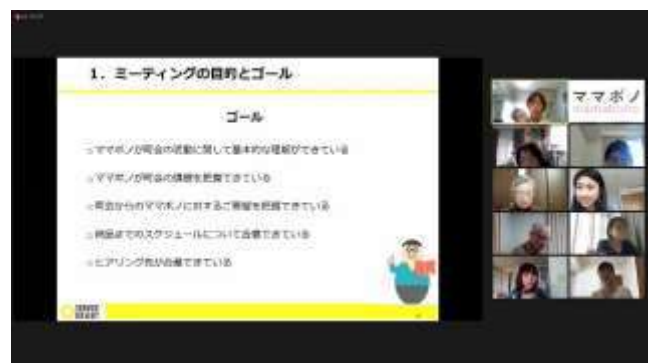 1. ミーティングの目的とゴール
ゴール
ママボノが町会の活動に関して基本的な理解ができている
ママボノが町会の課題を把握できている
町会からのママボノに対するご要望を把握できている
納品までのスケジュールについて合意できている
ヒアリング先が合意できている
SERVICE GRANT
ママボノ
mamabono